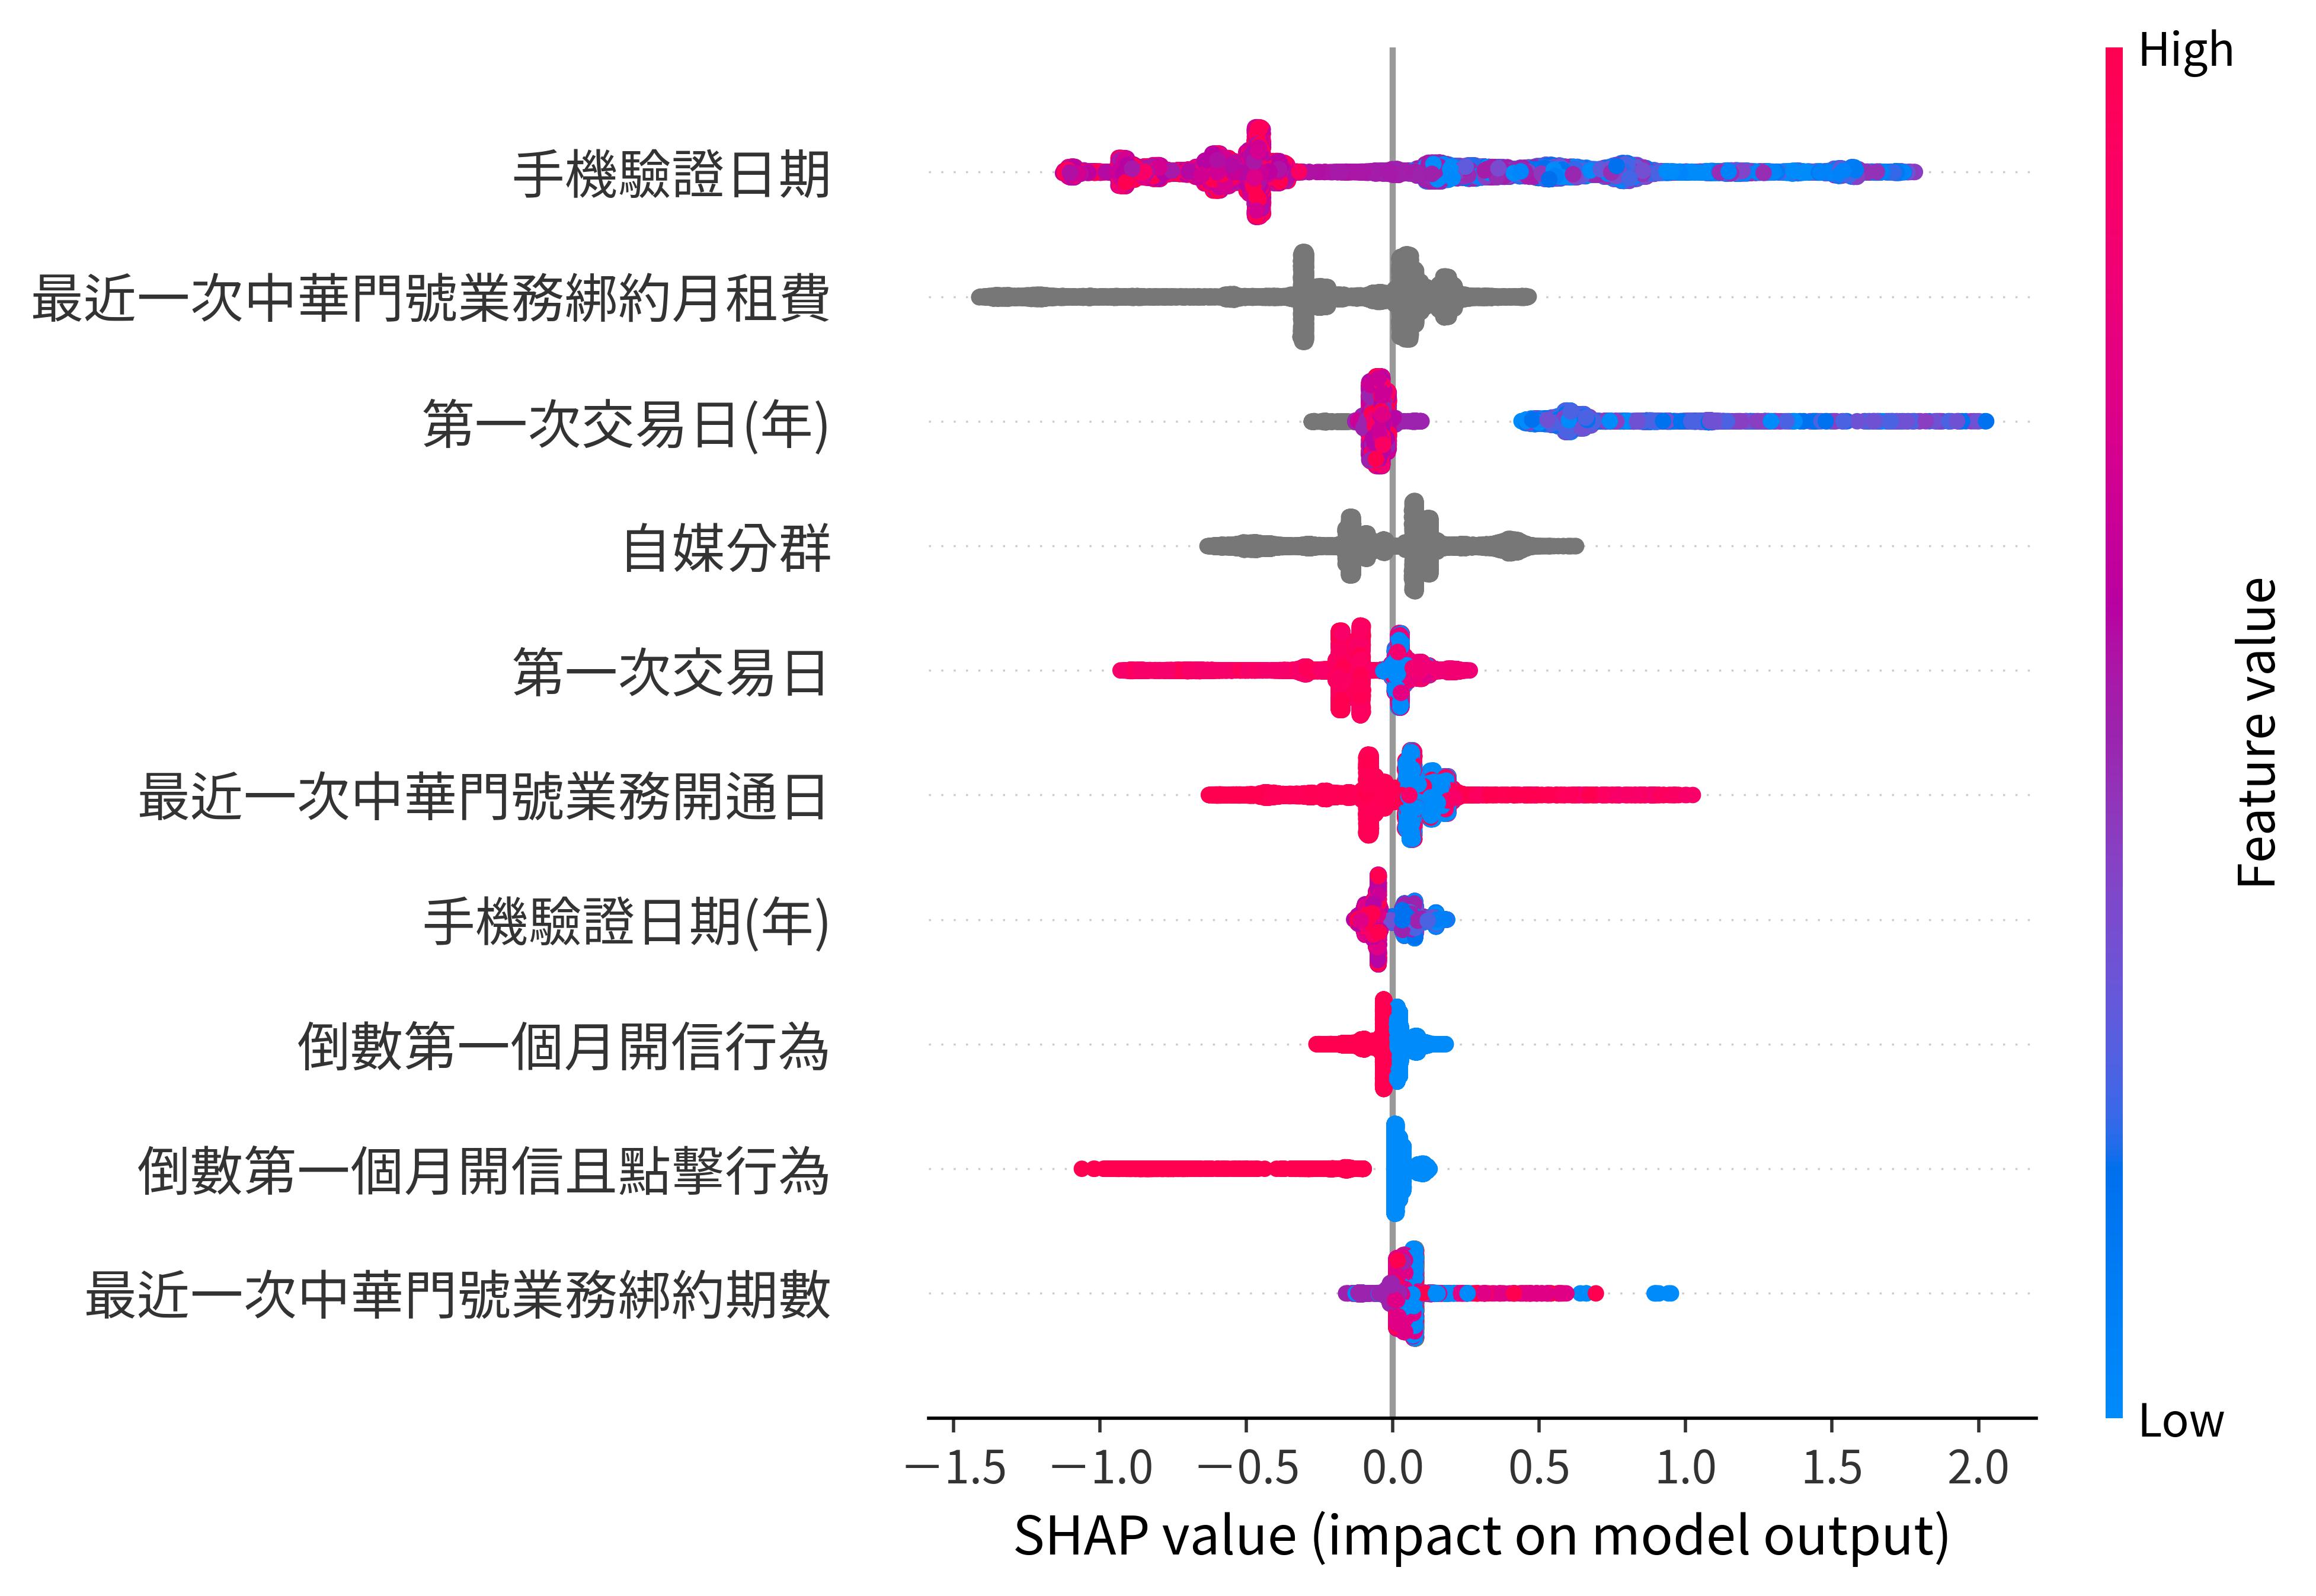 High
手機驗證日期
最近一次中華門號業務綁約月租費
第一次交易日(年)
自媒分群
第一次交易日
最近一次中華門號業務開通日
手機驗證日期(年)
倒數第一個月開信行為
倒數第一個月開信且點擊行為
最近一次中華門號業務綁約期數
Feature value
Low
−1.5 −1.0 −0.5 0.0 0.5 1.0 1.5 2.0
SHAP value (impact on model output)